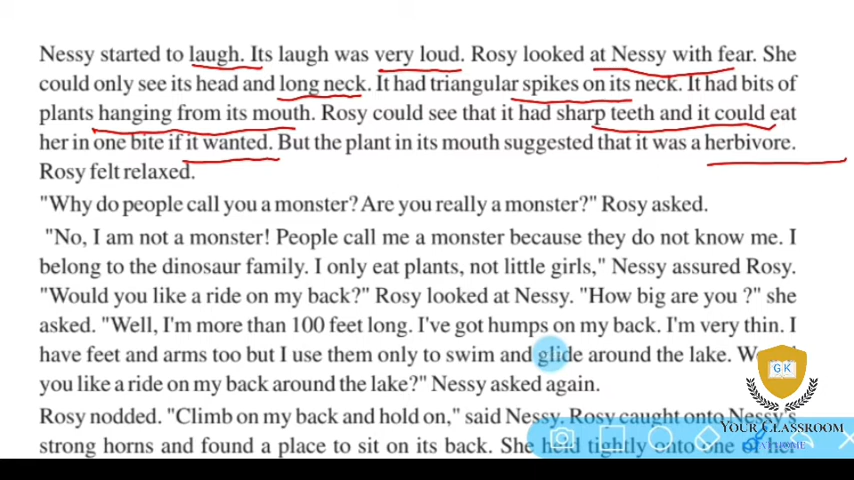 Nessy started to laugh. Its laugh was very loud. Rosy looked at Nessy with fear. She
could only see its head and long neck. It had triangular spikes on its neck. It had bits of
plants hanging from its mouth. Rosy could see that it had sharp teeth and it could eat
her in one bite if it wanted. But the plant in its mouth suggested that it was a herbivore.
Rosy felt relaxed.
"Why do people call you a monster? Are you really a monster?" Rosy asked.
"No, I am not a monster! People call me a monster because they do not know me. I
belong to the dinosaur family. I only eat plants, not little girls," Nessy assured Rosy.
"Would you like a ride on my back?" Rosy looked at Nessy. "How big are you ?" she
asked. "Well, I'm more than 100 feet long. I've got humps on my back. I'm very thin. I
have feet and arms too but I use them only to swim and glide around the lake.
you like a ride on my back around the lake?" Nessy asked again.
Rosy nodded. "Climb on my back and hold on," said Nessy. Rosy caught onto Nessy's
strong horns and found a place to sit on its back. She held tightly onto one of her
GK
YOUR CLASSROOM
AT HOME